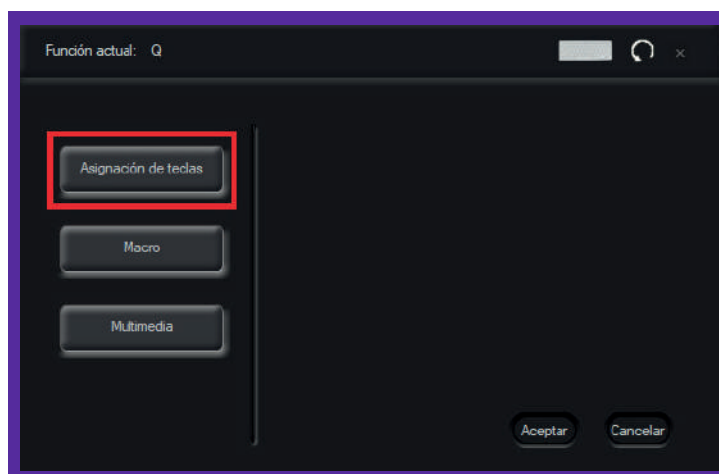 Función actual: Q
×
Asignación de teclas
Macro
Multimedia
Aceptar Cancelar